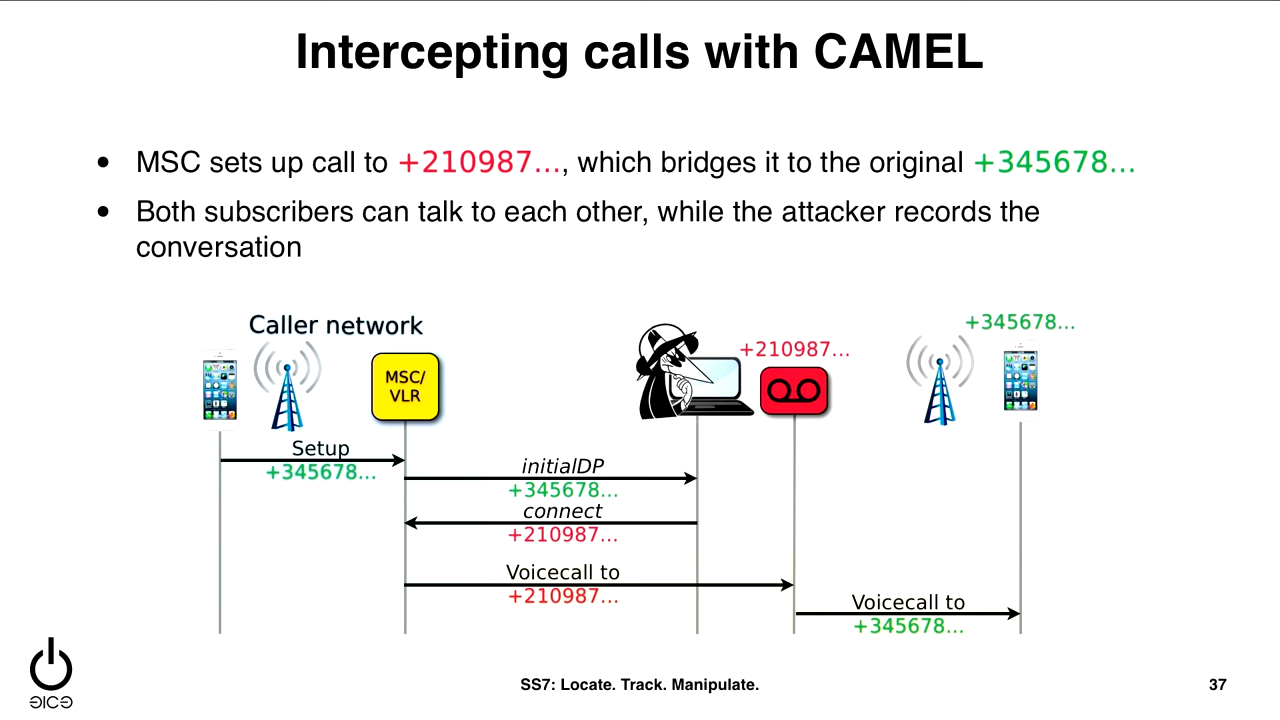 Intercepting calls with CAMEL
• MSC sets up call to +210987..., which bridges it to the original +345678...
• Both subscribers can talk to each other, while the attacker records the
conversation
Caller network
+345678...
+210987...
MSC/
VLR
Setup
+345678...
initialDP
+345678...
connect
+210987...
Voicecall to
+210987...
Voicecall to
+345678...
SS7: Locate. Track. Manipulate.
37